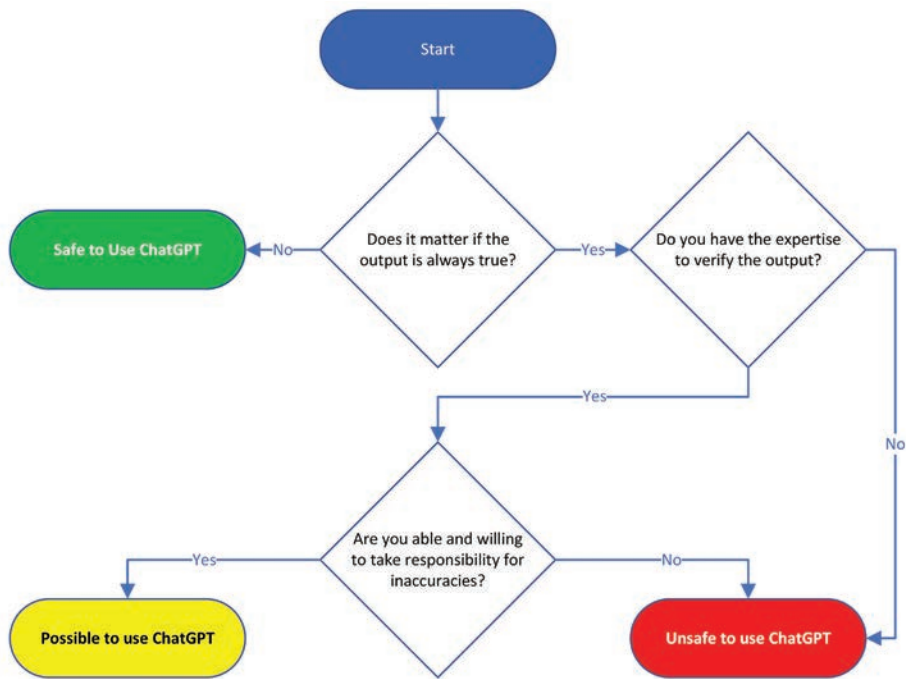 Start
Does it matter if the
output is always true?
No
Safe to Use ChatGPT
Yes
Do you have the expertise
to verify the output?
Yes
No
Are you able and willing
to take responsibility for
inaccuracies?
Yes
No
Possible to use ChatGPT
Unsafe to use ChatGPT